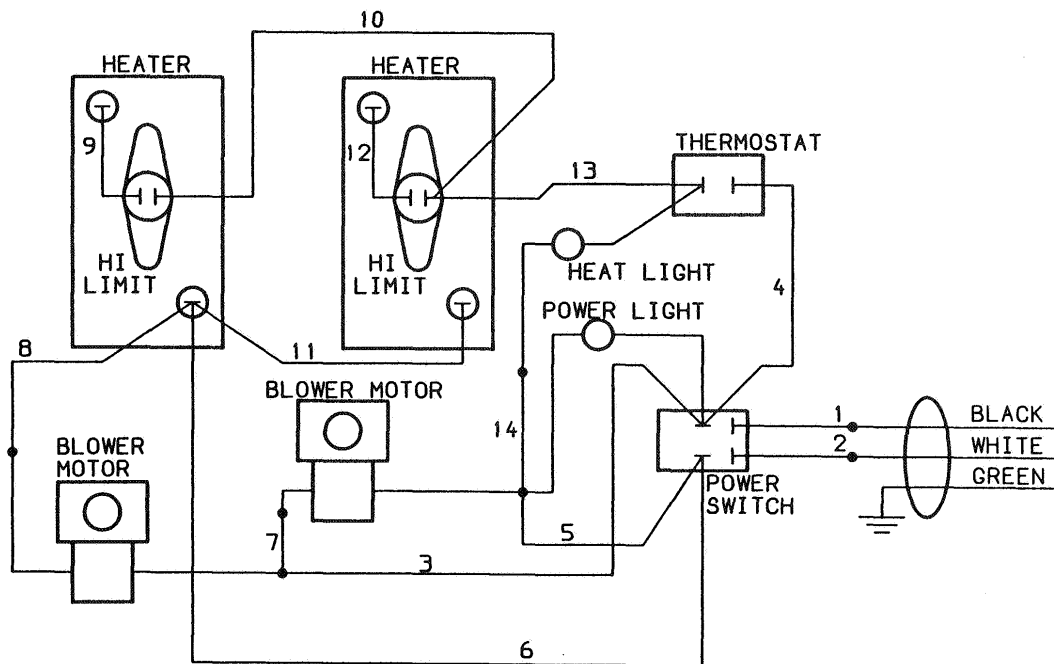 10
HEATER
HEATER
9
12
THERMOSTAT
13
HI
LIMIT
HI
LIMIT
HEAT LIGHT
4
POWER LIGHT
8
11
BLOWER MOTOR
1
BLACK
14
2
WHITE
BLOWER
MOTOR
GREEN
POWER
SWITCH
7
5
3
6